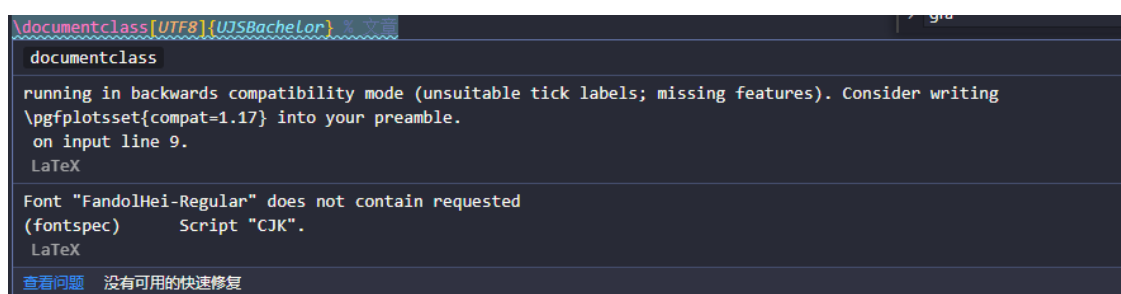 \documentclass[UTF8]{UJSBachelor} % 文章
documentclass
running in backwards compatibility mode (unsuitable tick labels; missing features). Consider writing
\pgfplotsset{compat=1.17} into your preamble.
on input line 9.
LaTeX
Font "FandolHei-Regular" does not contain requested
(fontspec) Script "CJK".
LaTeX
查看问题 没有可用的快速修复